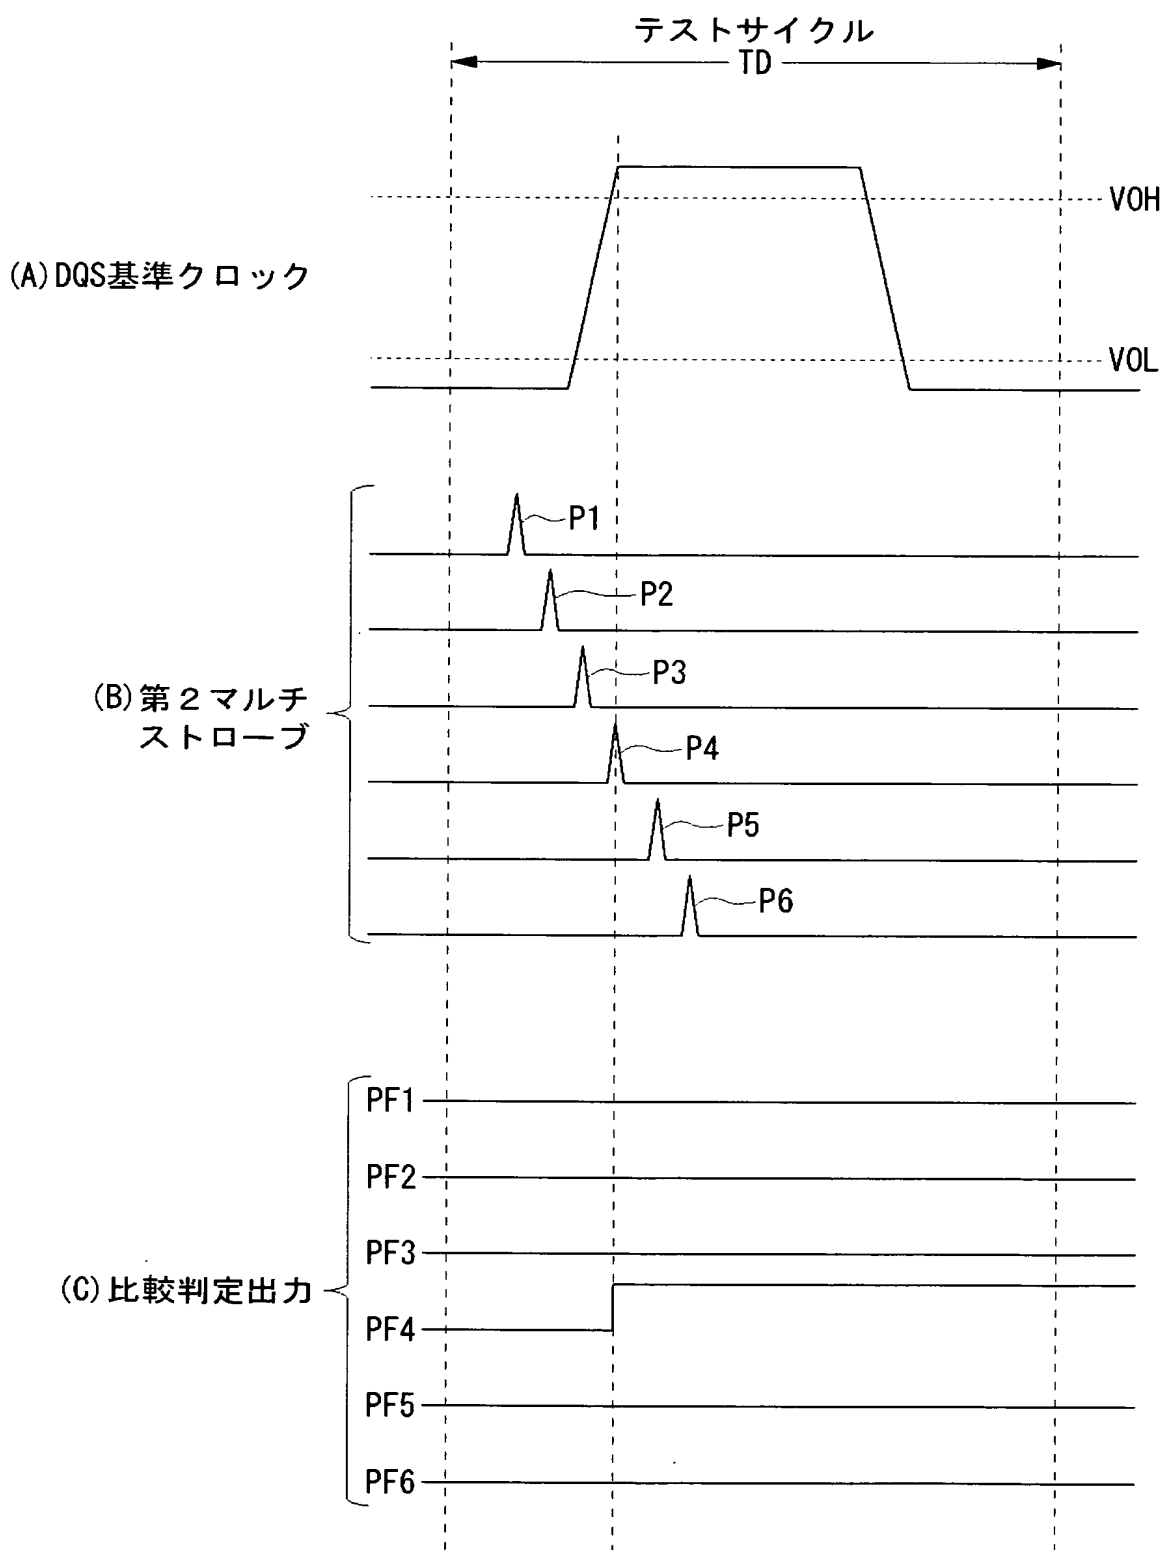 テストサイクル
TD
VOH
(A)DQS基準クロック
VOL
P1
P2
P3
(B)第2マルチ
ストローブ
P4
P5
P6
PF1
PF2
PF3
(C)比較判定出力
PF4
PF5
PF6